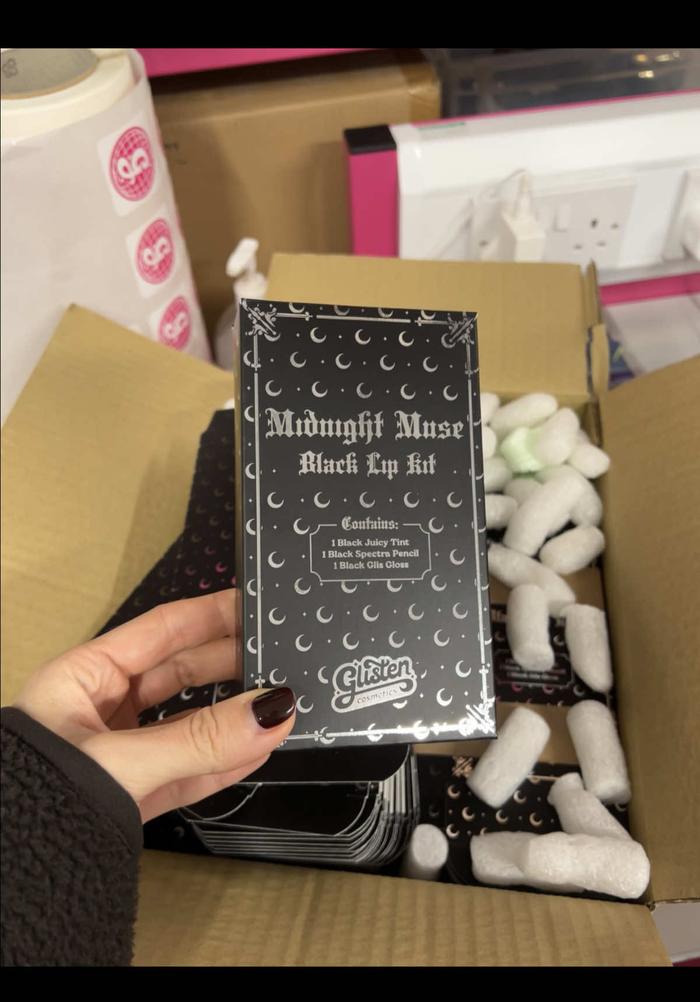 Midnight Muse
Black Lip Kit
Contains:
1 Black Juicy Tint
1 Black Spectra Pencil
1 Black Glis Gloss
Glisten
cosmetics